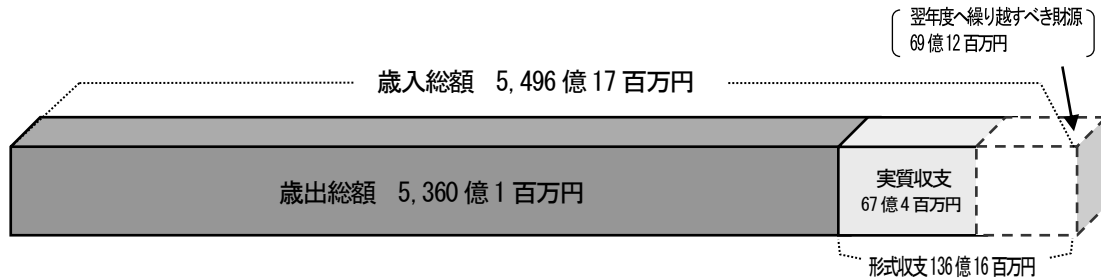 翌年度へ繰り越すべき財源
69億12百万円
歳入総額 5,496億17百万円
歳出総額 5,360億1百万円
実質収支
67億4百万円
形式収支136億16百万円